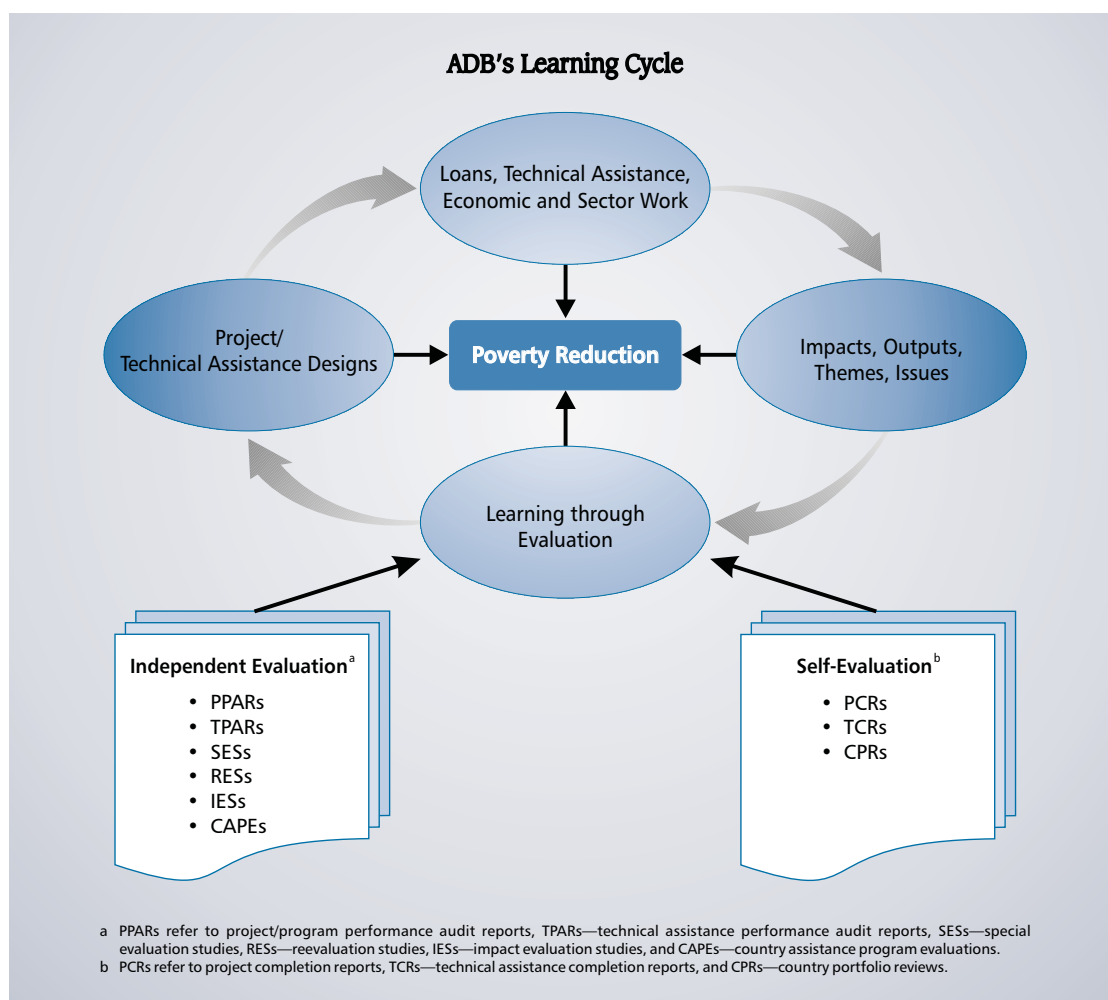 ADB's Learning Cycle
Loans, Technical Assistance,
Economic and Sector Work
Project/
Technical Assistance Designs
Poverty Reduction
Impacts, Outputs,
Themes, Issues
Learning through
Evaluation
Independent Evaluation a
• PPARs
• TPARs
• SESs
• RESs
• IESs
• CAPEs
Self-Evaluation b
• PCRs
• TCRs
• CPRs
a PPARs refer to project/program performance audit reports, TPARs—technical assistance performance audit reports, SESs—special
evaluation studies, RESs—reevaluation studies, IESs—impact evaluation studies, and CAPEs—country assistance program evaluations.
b PCRs refer to project completion reports, TCRs—technical assistance completion reports, and CPRs—country portfolio reviews.